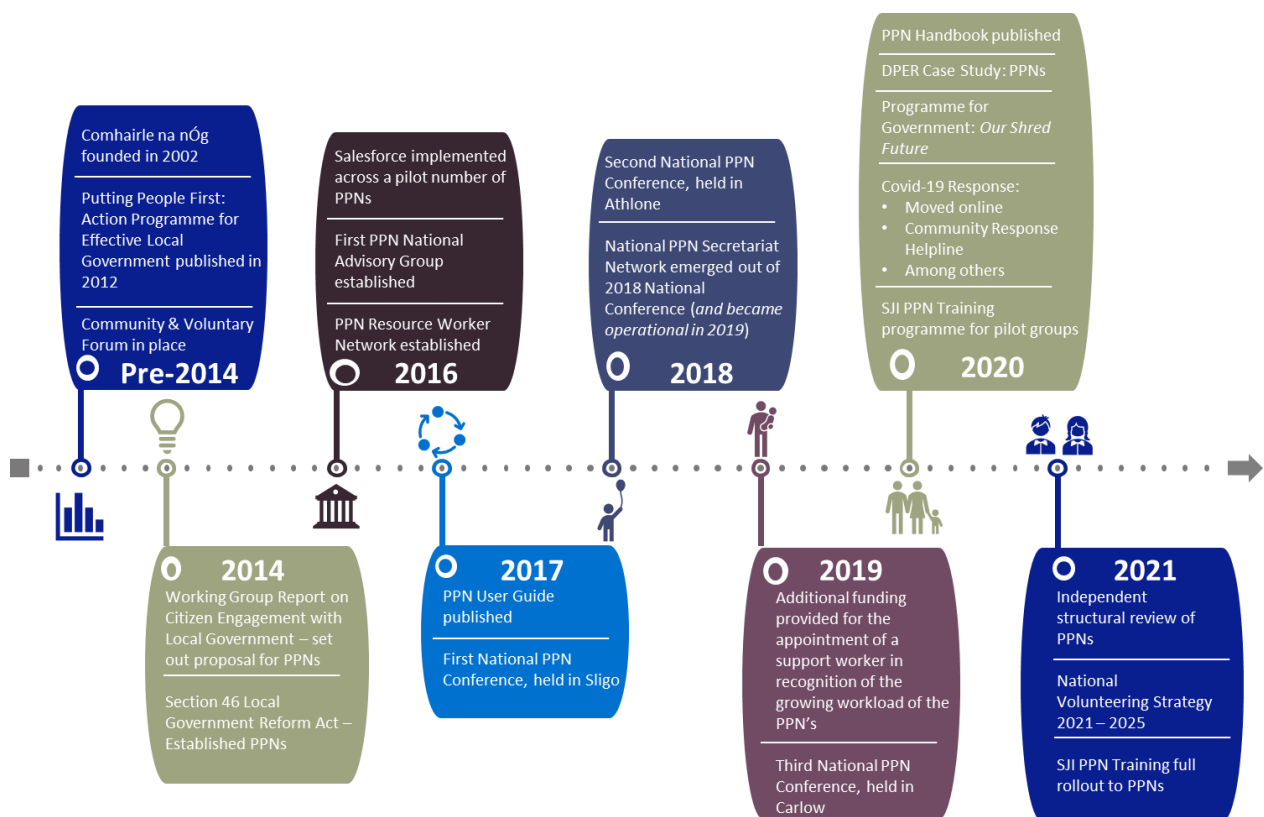 Comhairle na nÓg
founded in 2002
Putting People First:
Action Programme for
Effective Local
Government published in
2012
Community & Voluntary
Forum in place
Pre-2014
2014
Working Group Report on
Citizen Engagement with
Local Government – set
out proposal for PPNs
Section 46 Local
Government Reform Act –
Established PPNs
Salesforce implemented
across a pilot number of
PPNs
First PPN National
Advisory Group
established
PPN Resource Worker
Network established
2016
2017
PPN User Guide
published
First National PPN
Conference, held in Sligo
Second National PPN
Conference, held in
Athlone
National PPN Secretariat
Network emerged out of
2018 National
Conference (and became
operational in 2019)
2018
2019
Additional funding
provided for the
appointment of a
support worker in
recognition of the
growing workload of the
PPN's
Third National PPN
Conference, held in
Carlow
PPN Handbook published
DPER Case Study: PPNs
Programme for
Government: Our Shred
Future
Covid-19 Response:
• Moved online
• Community Response
Helpline
• Among others
SJI PPN Training
programme for pilot groups
2020
2021
Independent
structural review of
PPNs
National
Volunteering Strategy
2021 – 2025
SJI PPN Training full
rollout to PPNs